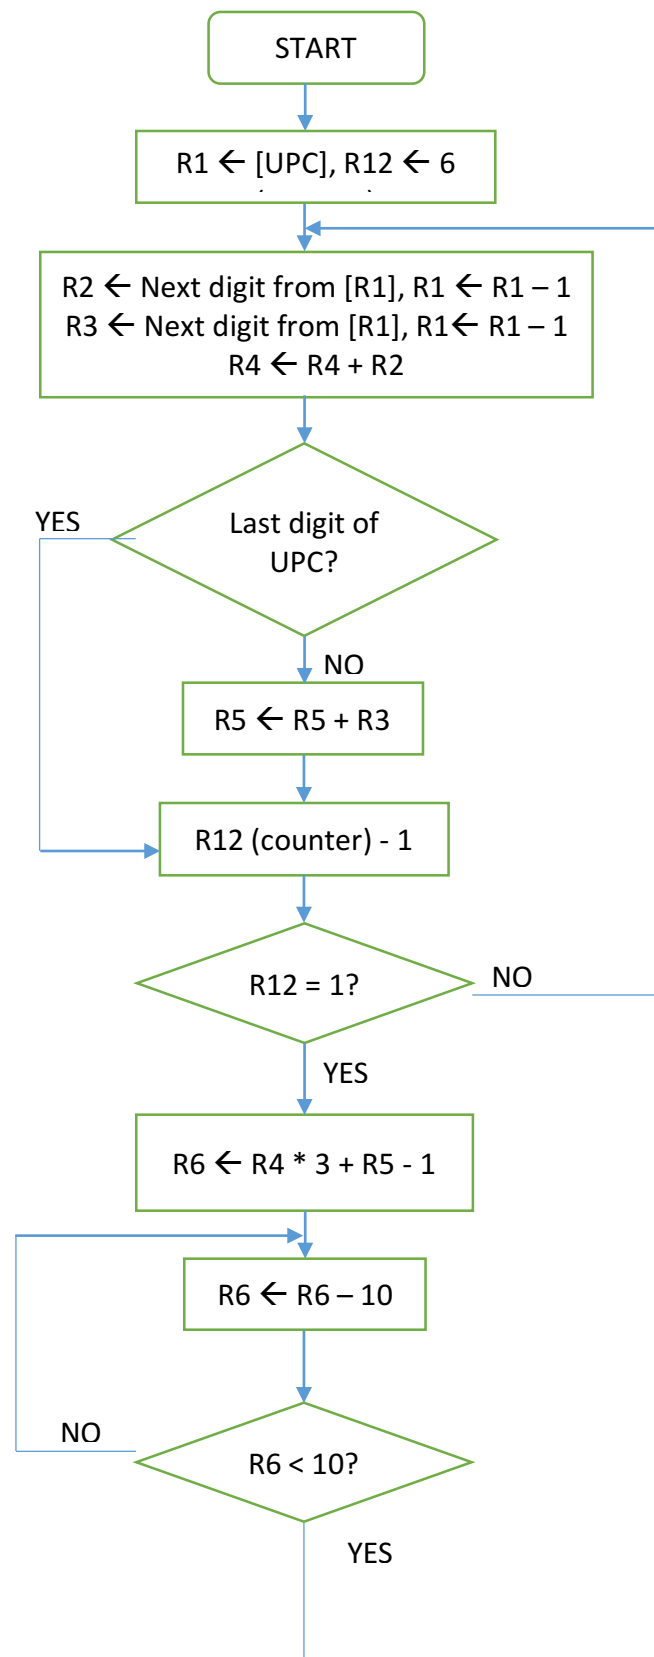 START
R1 ← [UPC], R12 ← 6
R2 ← Next digit from [R1], R1 ← R1 – 1
R3 ← Next digit from [R1], R1← R1 – 1
R4 ← R4 + R2
YES
Last digit of
UPC?
NO
R5 ← R5 + R3
R12 (counter) - 1
R12 = 1?
NO
YES
R6 ← R4 * 3 + R5 - 1
R6 ← R6 – 10
NO
R6 < 10?
YES